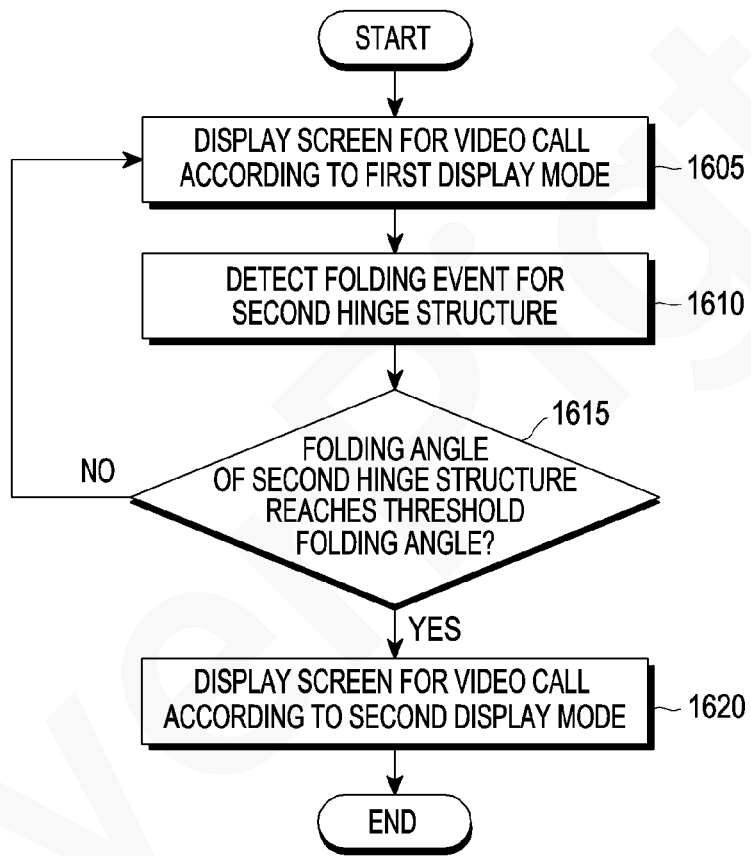 START
DISPLAY SCREEN FOR VIDEO CALL
ACCORDING TO FIRST DISPLAY MODE
1605
DETECT FOLDING EVENT FOR
SECOND HINGE STRUCTURE
1610
1615
FOLDING ANGLE
OF SECOND HINGE STRUCTURE
REACHES THRESHOLD
FOLDING ANGLE?
NO
YES
DISPLAY SCREEN FOR VIDEO CALL
ACCORDING TO SECOND DISPLAY MODE
1620
END